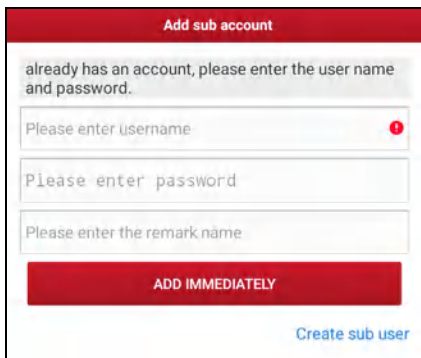 Add sub account
already has an account, please enter the user name
and password.
Please enter username
Please enter password
Please enter the remark name
ADD IMMEDIATELY
Create sub user